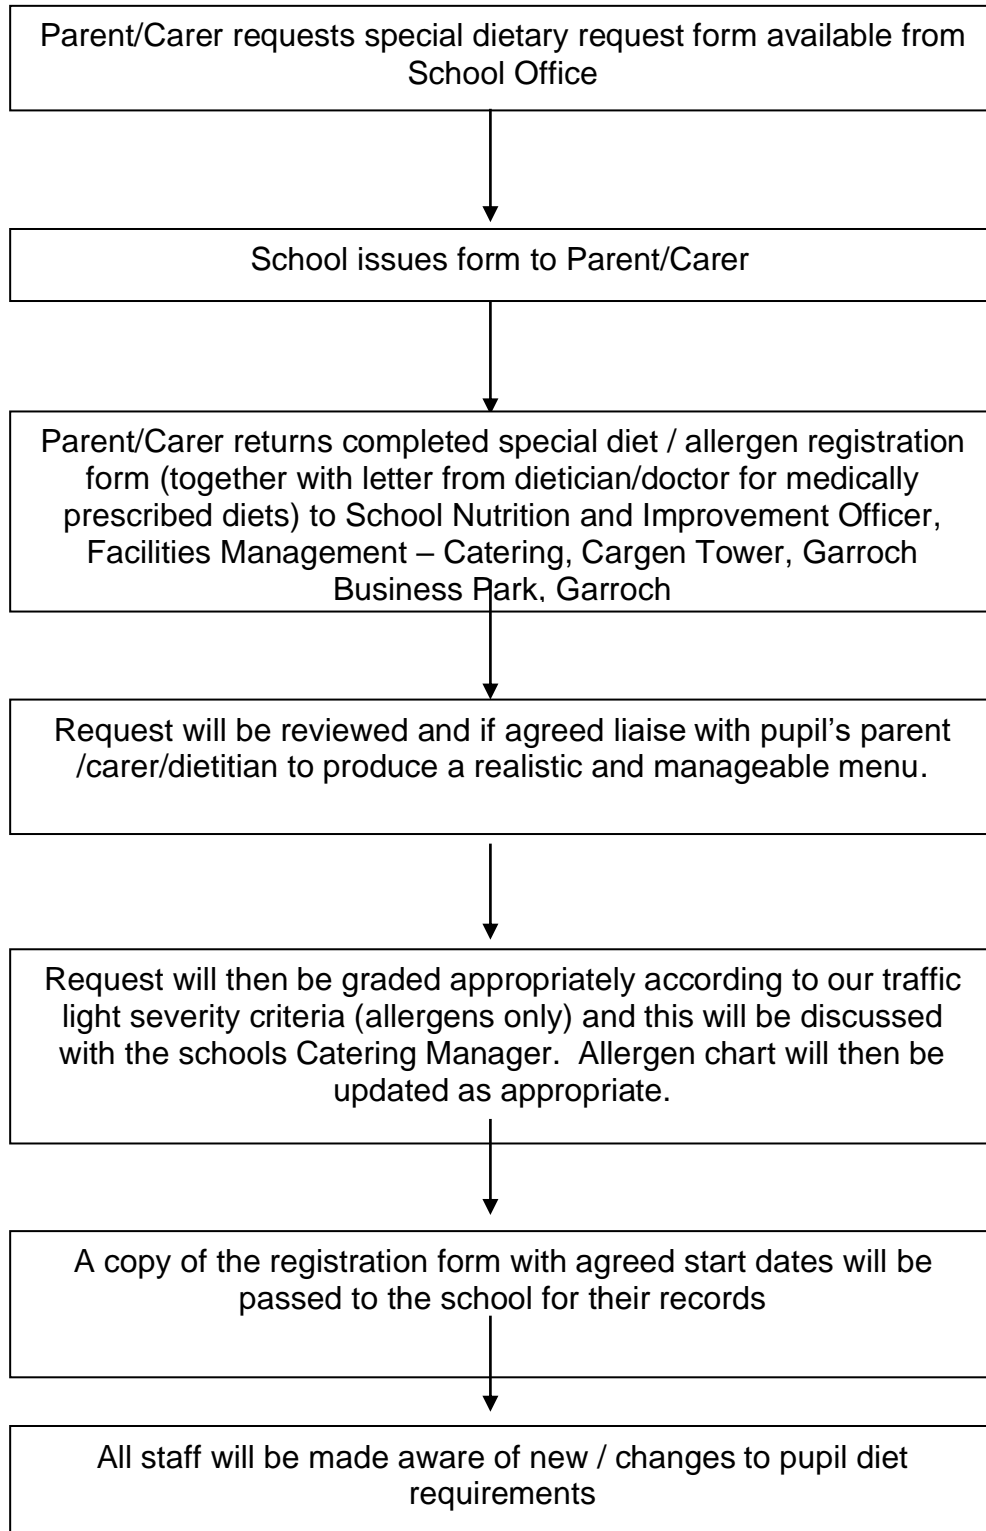 Parent/Carer requests special dietary request form available from
School Office
School issues form to Parent/Carer
Parent/Carer returns completed special diet / allergen registration
form (together with letter from dietician/doctor for medically
prescribed diets) to School Nutrition and Improvement Officer,
Facilities Management – Catering, Cargen Tower, Garroch
Business Park, Garroch
Request will be reviewed and if agreed liaise with pupil’s parent
/carer/dietitian to produce a realistic and manageable menu.
Request will then be graded appropriately according to our traffic
light severity criteria (allergens only) and this will be discussed
with the schools Catering Manager.  Allergen chart will then be
updated as appropriate.
A copy of the registration form with agreed start dates will be
passed to the school for their records
All staff will be made aware of new / changes to pupil diet
requirements